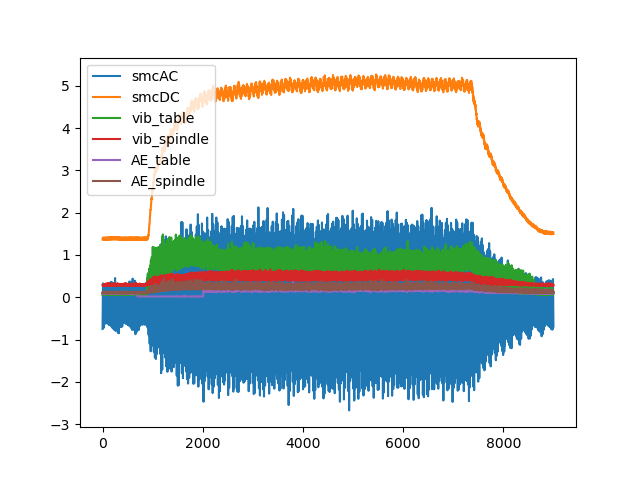 smcAC
smcDC
vib_table
vib_spindle
AE_table
AE_spindle
5
4
3
2
1
0
−1
−2
−3
0 2000 4000 6000 8000